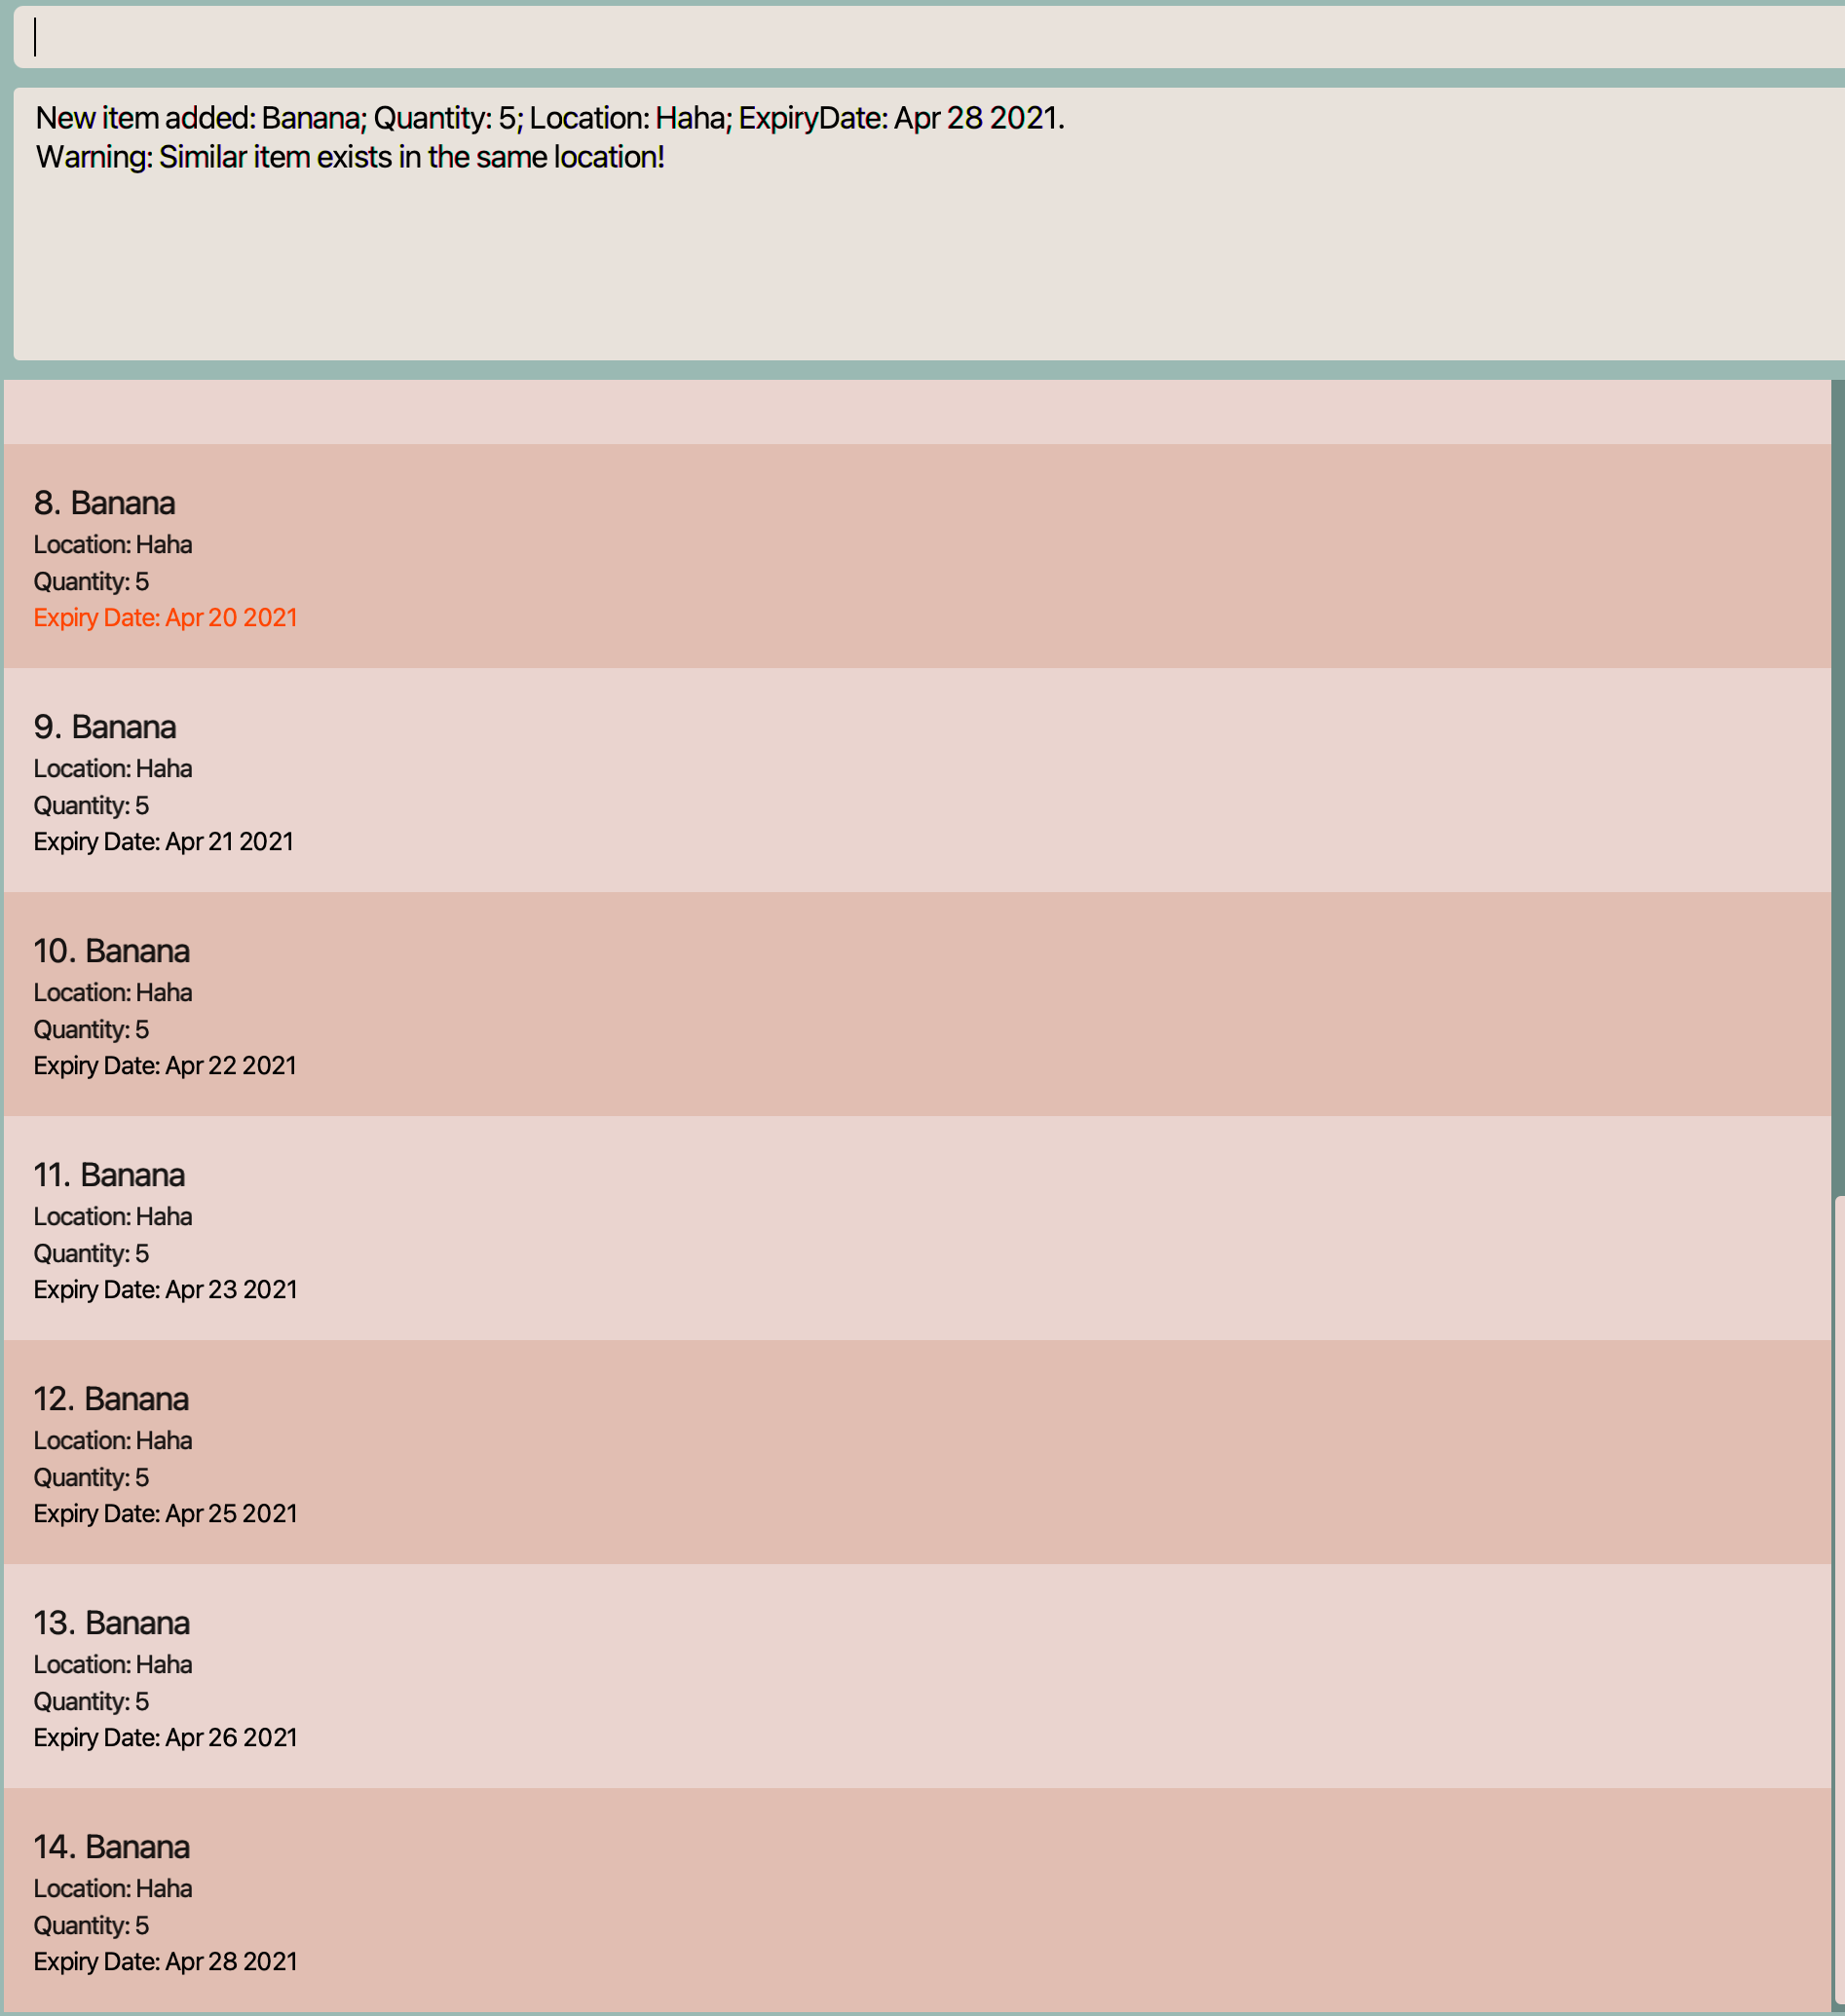 New item added: Banana; Quantity: 5; Location: Haha; ExpiryDate: Apr 28 2021.
Warning: Similar item exists in the same location!
8. Banana
Location: Haha
Quantity: 5
Expiry Date: Apr 20 2021
9. Banana
Location: Haha
Quantity: 5
Expiry Date: Apr 21 2021
10. Banana
Location: Haha
Quantity: 5
Expiry Date: Apr 22 2021
11. Banana
Location: Haha
Quantity: 5
Expiry Date: Apr 23 2021
12. Banana
Location: Haha
Quantity: 5
Expiry Date: Apr 25 2021
13. Banana
Location: Haha
Quantity: 5
Expiry Date: Apr 26 2021
14. Banana
Location: Haha
Quantity: 5
Expiry Date: Apr 28 2021